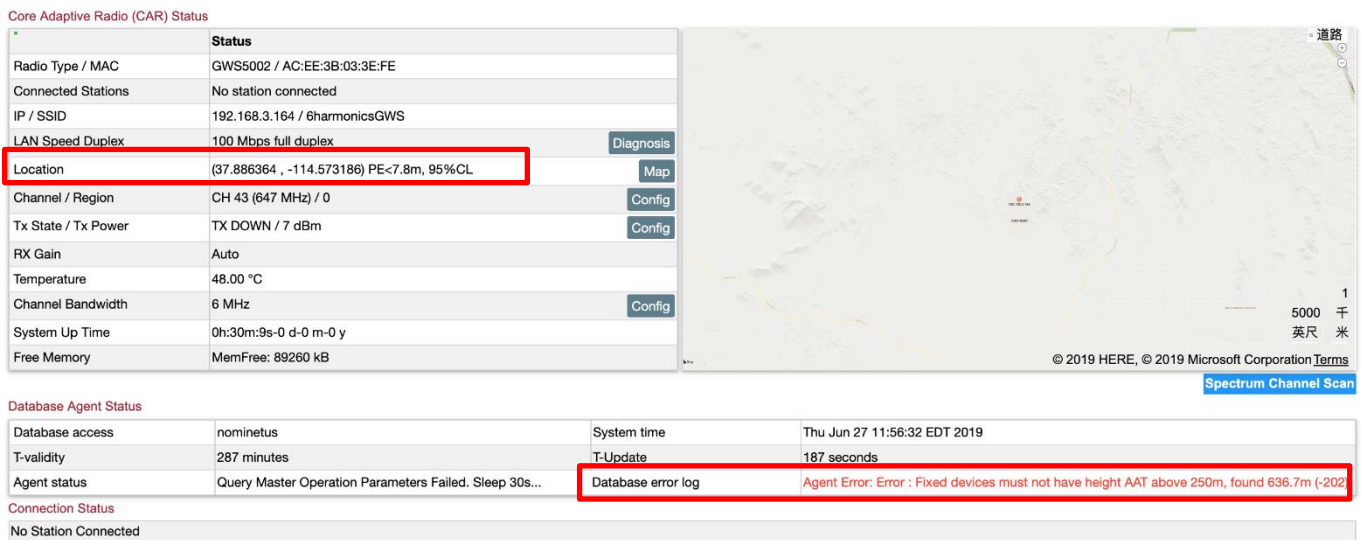 Core Adaptive Radio (CAR) Status
Status
Radio Type / MAC GWS5002 / AC:EE:3B:03:3E:FE
Connected Stations No station connected
IP / SSID 192.168.3.164 / 6harmonicsGWS
LAN Speed Duplex 100 Mbps full duplex Diagnosis
Location (37.886364 , -114.573186) PE<7.8m, 95%CL Map
Channel / Region CH 43 (647 MHz) / 0 Config
Tx State / Tx Power TX DOWN / 7 dBm Config
RX Gain Auto
Temperature 48.00 °C
Channel Bandwidth 6 MHz Config
System Up Time 0h:30m:9s-0 d-0 m-0 y
Free Memory MemFree: 89260 kB
道路
1
5000 千
英尺 米
© 2019 HERE, © 2019 Microsoft Corporation Terms
Spectrum Channel Scan
Database Agent Status
Database access nominetus System time Thu Jun 27 11:56:32 EDT 2019
T-validity 287 minutes T-Update 187 seconds
Agent status Query Master Operation Parameters Failed. Sleep 30s... Database error log Agent Error: Error : Fixed devices must not have height AAT above 250m, found 636.7m (-202)
Connection Status
No Station Connected